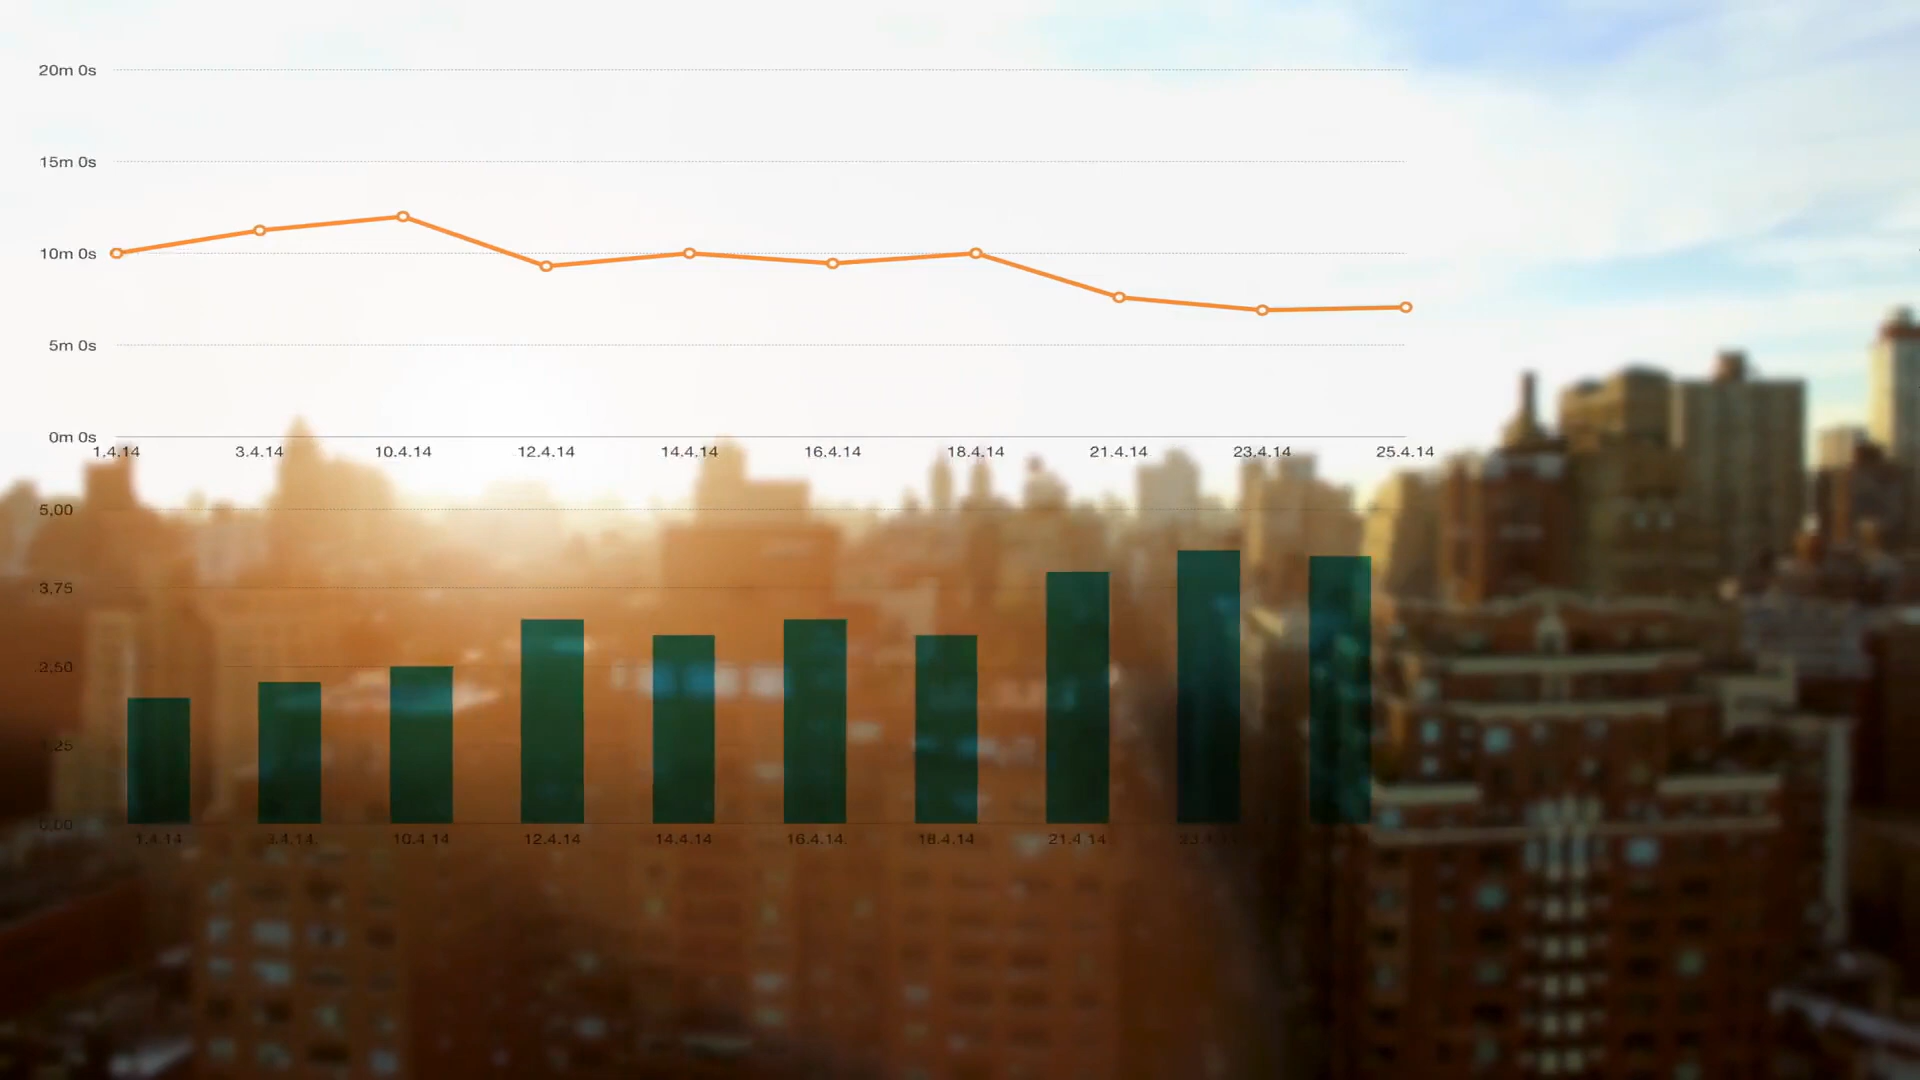 20m 0s
15m 0s
10m 0s
5m 0s
0m 0s
1.4.14 3.4.14 10.4.14 12.4.14 14.4.14 16.4.14 18.4.14 21.4.14 23.4.14 25.4.14
5,00
3,75
2,50
1,25
0,00
1.4.14 3.4.14 10.4.14 12.4.14 14.4.14 16.4.14 18.4.14 21.4.14